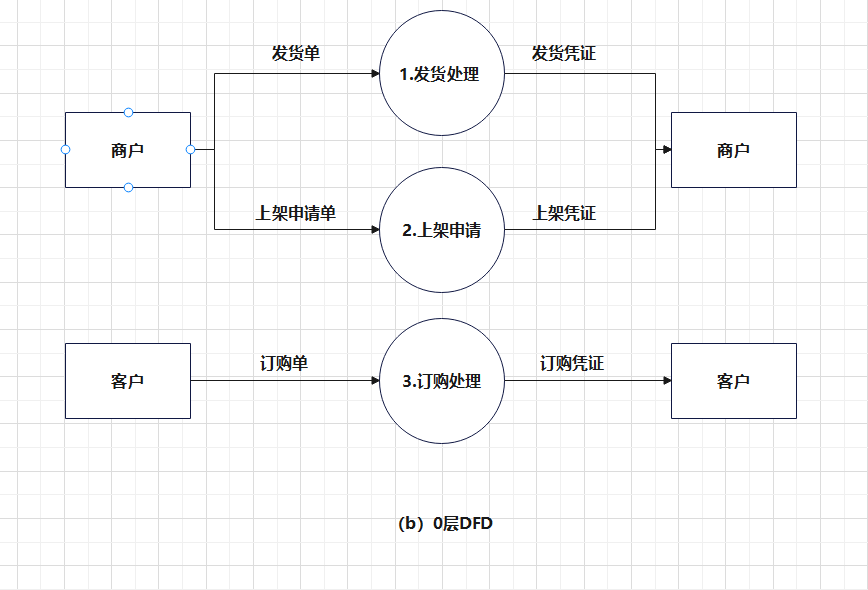 发货单
发货凭证
1.发货处理
商户
商户
上架申请单
上架凭证
2.上架申请
订购单
订购凭证
客户
3.订购处理
客户
（b）0层DFD